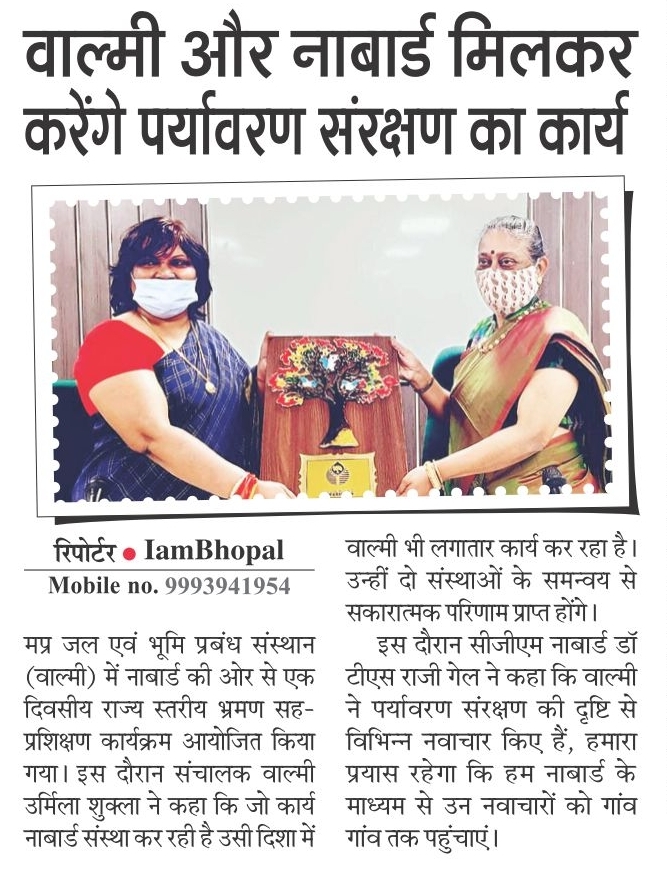 वाल्मी और नाबार्ड मिलकर
करेंगे पर्यावरण संरक्षण का कार्य
रिपोर्टर ● IamBhopal
Mobile no. 9993941954
मप्र जल एवं भूमि प्रबंध संस्थान
(वाल्मी) में नाबार्ड की ओर से एक
दिवसीय राज्य स्तरीय भ्रमण सह-
प्रशिक्षण कार्यक्रम आयोजित किया
गया। इस दौरान संचालक वाल्मी
उर्मिला शुक्ला ने कहा कि जो कार्य
नाबार्ड संस्था कर रही है उसी दिशा में
वाल्मी भी लगातार कार्य कर रहा है।
उन्हीं दो संस्थाओं के समन्वय से
सकारात्मक परिणाम प्राप्त होंगे।
इस दौरान सीजीएम नाबार्ड डॉ
टीएस राजी गेल ने कहा कि वाल्मी
ने पर्यावरण संरक्षण की दृष्टि से
विभिन्न नवाचार किए हैं, हमारा
प्रयास रहेगा कि हम नाबार्ड के
माध्यम से उन नवाचारों को गांव
गांव तक पहुंचाएं।